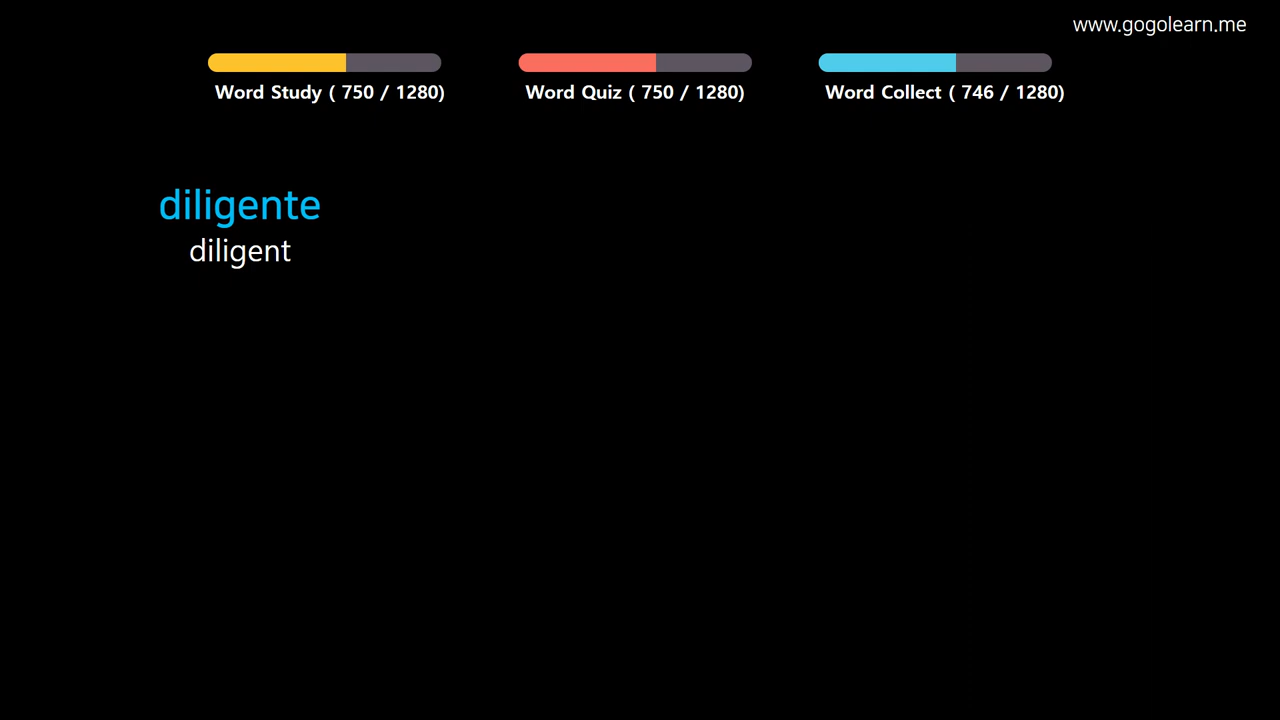 www.gogolearn.me
Word Study ( 750 / 1280)
Word Quiz ( 750 / 1280)
Word Collect ( 746 / 1280)
diligente
diligent